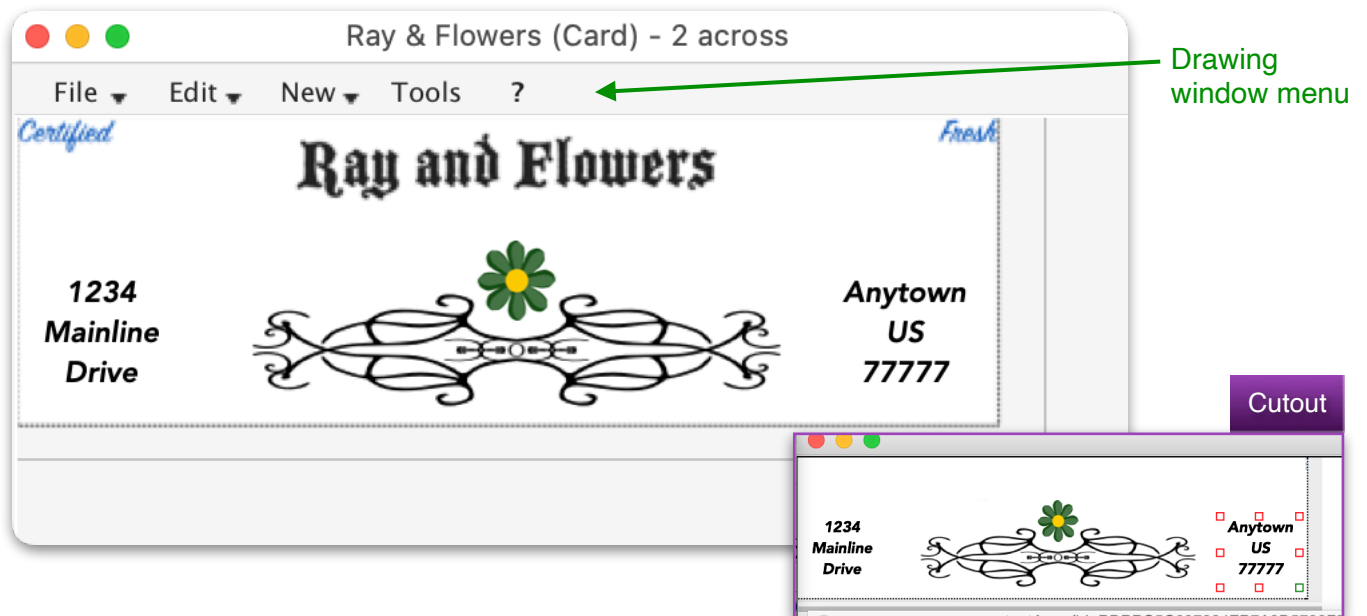 Ray & Flowers (Card) - 2 across
File Edit New Tools ?
Drawing
window menu
Certified
Fresh
Ray and Flowers
1234
Mainline
Drive
Anytown
US
77777
Cutout
1234
Mainline
Drive
Anytown
US
77777